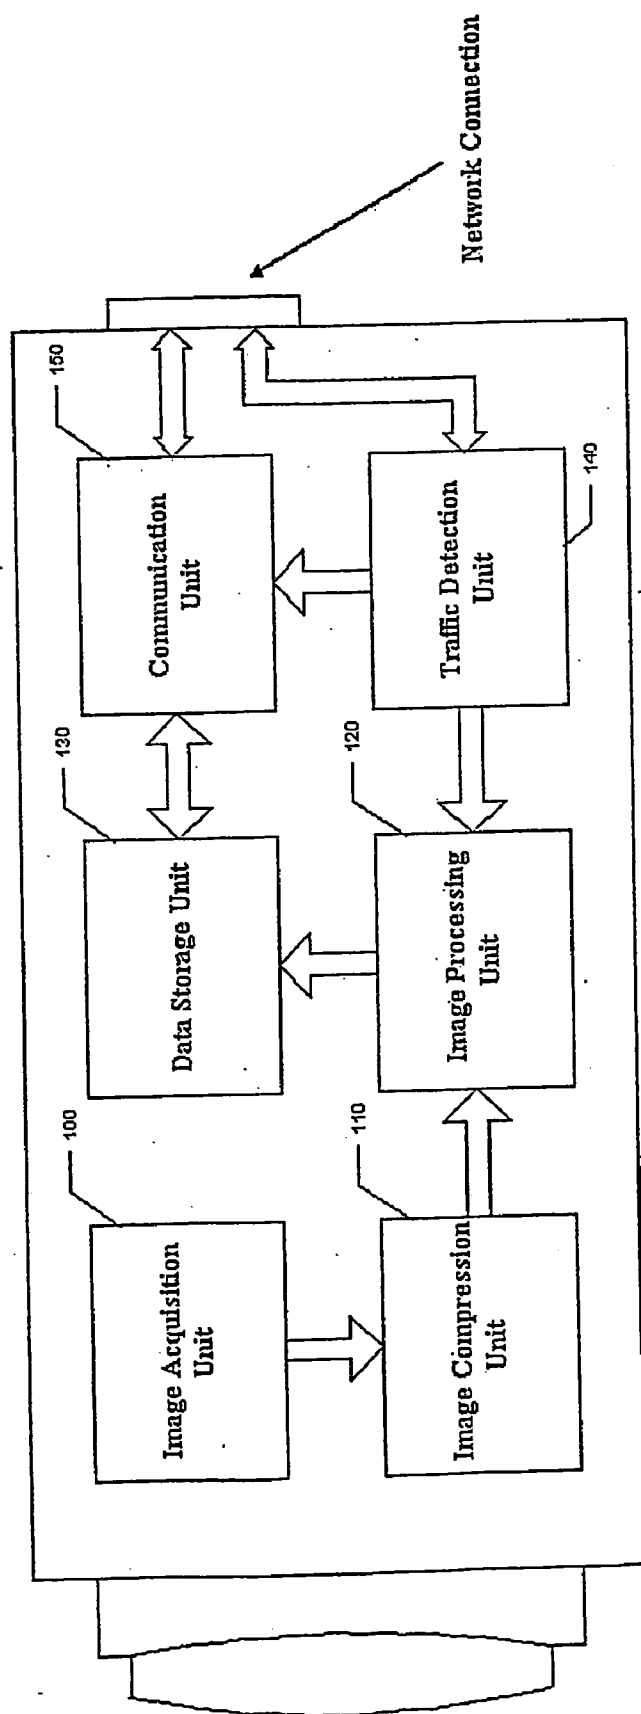 Network Connection
150
Communication
Unit
Traffic Detection
Unit
140
130
Data Storage Unit
120
Image Processing
Unit
100
Image Acquisition
Unit
110
Image Compression
Unit